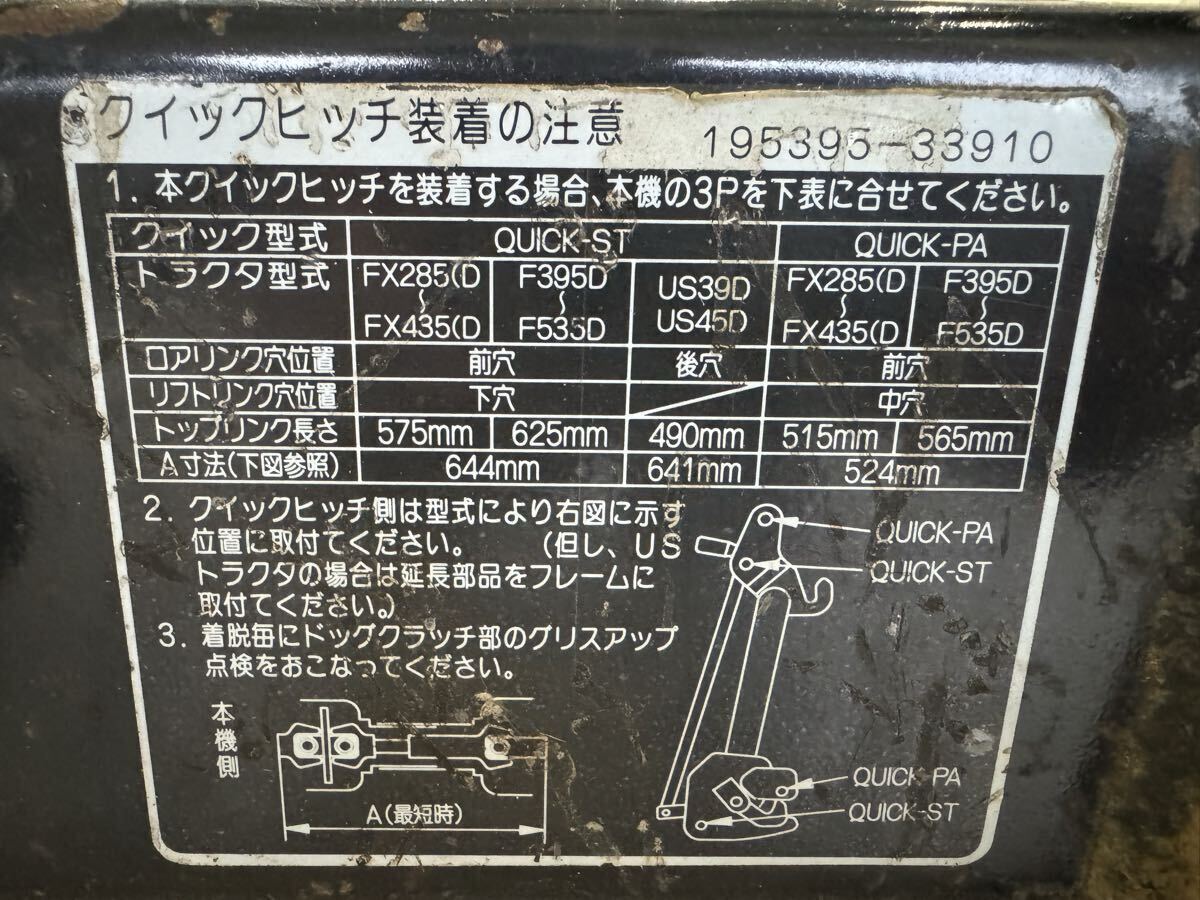 クイックヒッチ装着の注意 195395-33910
1. 本クイックヒッチを装着する場合、本機の3Pを下表に合せてください。
クイック型式 QUICK-ST QUICK-PA
トラクタ型式 FX285(D ~ FX435(D F395D ~ F535D US39D US45D FX285(D ~ FX435(D F395D ~ F535D
ロアリンク穴位置 前穴 後穴 前穴
リフトリンク穴位置 下穴 中穴
トップリンク長さ 575mm 625mm 490mm 515mm 565mm
A寸法(下図参照) 644mm 641mm 524mm
2. クイックヒッチ側は型式により右図に示す
位置に取付てください。 (但し、US
トラクタの場合は延長部品をフレームに
取付てください。)
3. 着脱毎にドッグクラッチ部のグリスアップ
点検をおこなってください。
QUICK-PA
QUICK-ST
本機側
A(最短時)
QUICK-PA
QUICK-ST